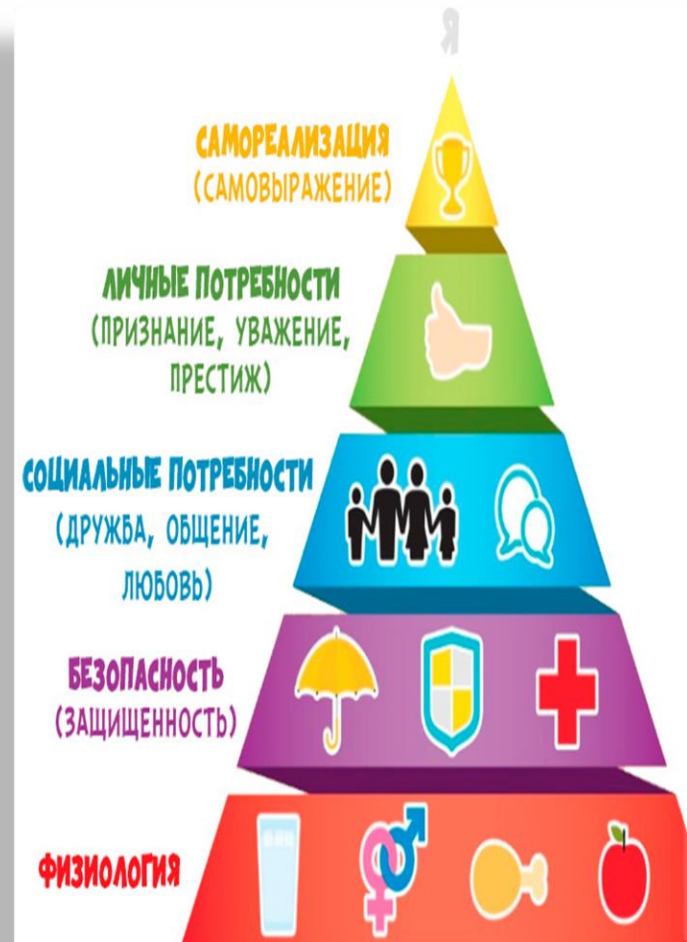 Я
САМОРЕАЛИЗАЦИЯ
(САМОВЫРАЖЕНИЕ)
ЛИЧНЫЕ ПОТРЕБНОСТИ
(ПРИЗНАНИЕ, УВАЖЕНИЕ,
ПРЕСТИЖ)
СОЦИАЛЬНЫЕ ПОТРЕБНОСТИ
(ДРУЖБА, ОБЩЕНИЕ,
ЛЮБОВЬ)
БЕЗОПАСНОСТЬ
(ЗАЩИЩЕННОСТЬ)
ФИЗИОЛОГИЯ